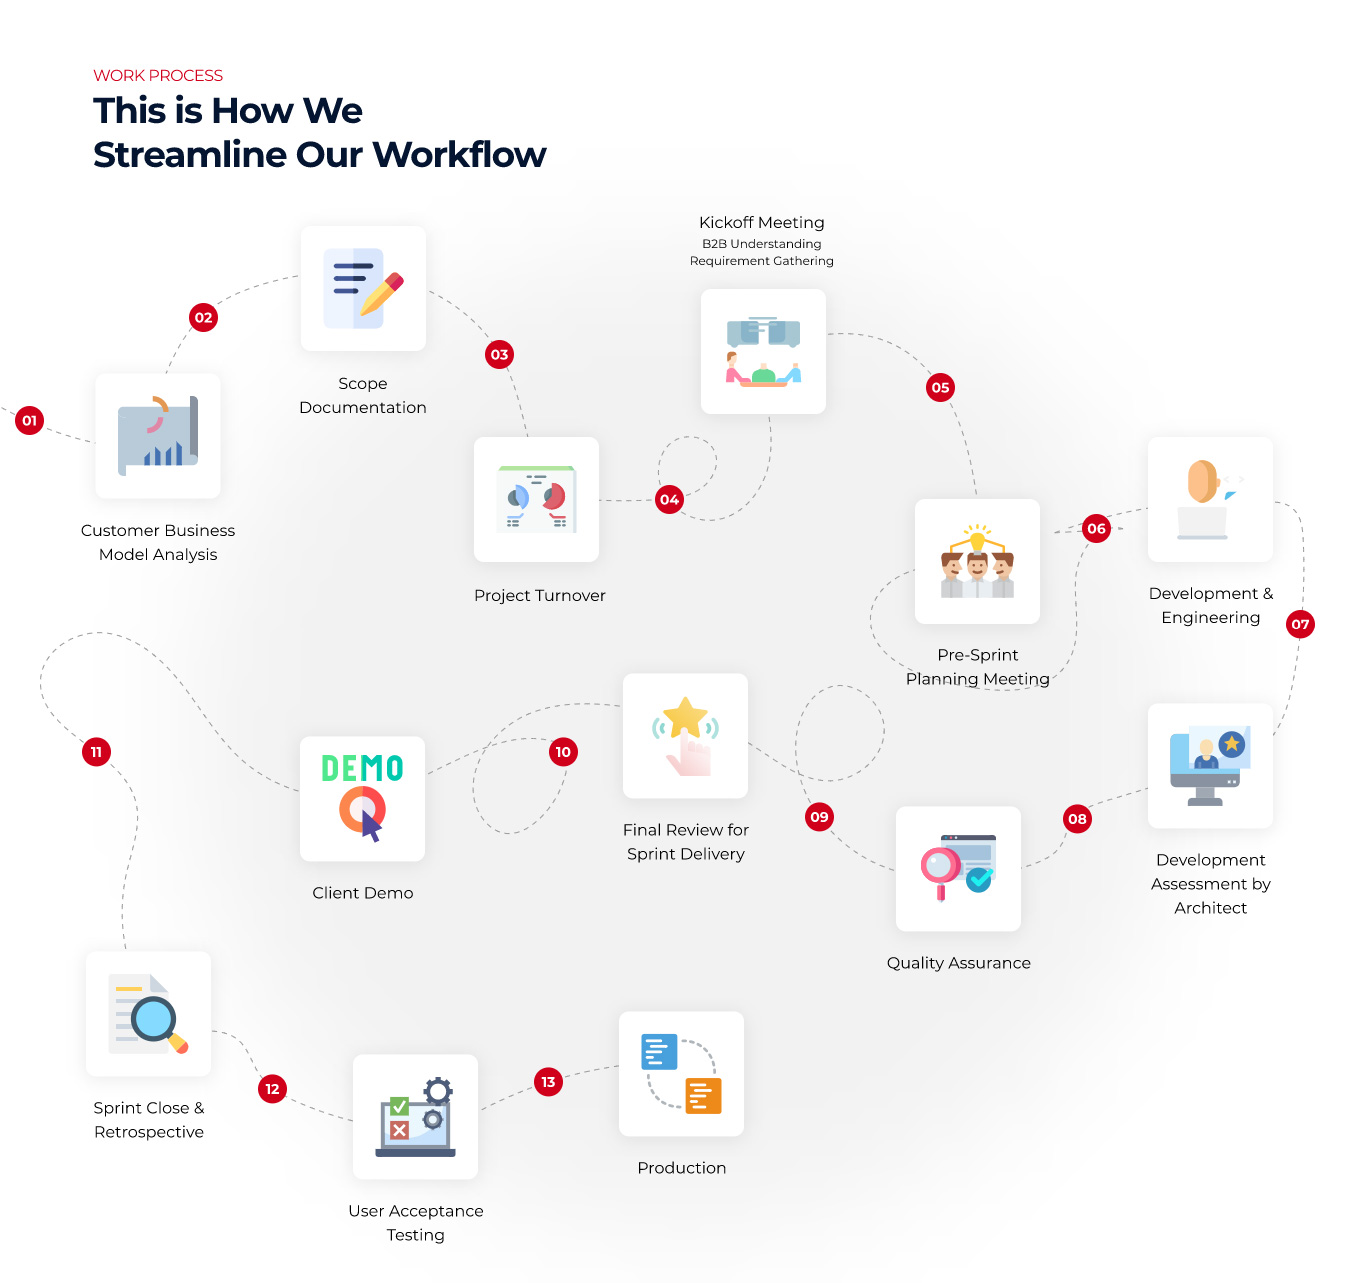 WORK PROCESS
This is How We
Streamline Our Workflow
01
Customer Business
Model Analysis
02
Scope
Documentation
03
Project Turnover
04
Kickoff Meeting
B2B Understanding
Requirement Gathering
05
Pre-Sprint
Planning Meeting
06
Development &
Engineering
07
Development
Assessment by
Architect
08
Quality Assurance
09
Final Review for
Sprint Delivery
10
DEMO
Client Demo
11
Sprint Close &
Retrospective
12
User Acceptance
Testing
13
Production